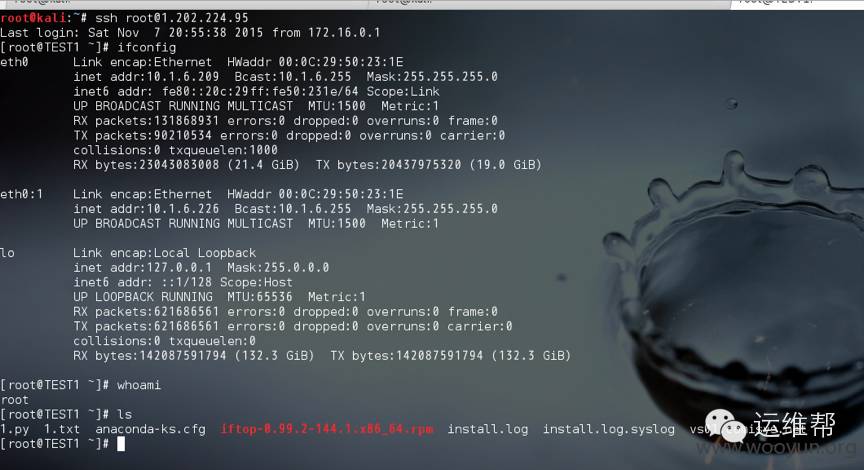 root@kali:~# ssh root@1.202.224.95
Last login: Sat Nov  7 20:55:38 2015 from 172.16.0.1
[root@TEST1 ~]# ifconfig
eth0      Link encap:Ethernet  HWaddr 00:0C:29:50:23:1E
          inet addr:10.1.6.209  Bcast:10.1.6.255  Mask:255.255.255.0
          inet6 addr: fe80::20c:29ff:fe50:231e/64 Scope:Link
          UP BROADCAST RUNNING MULTICAST  MTU:1500  Metric:1
          RX packets:131868931 errors:0 dropped:0 overruns:0 frame:0
          TX packets:90210534 errors:0 dropped:0 overruns:0 carrier:0
          collisions:0 txqueuelen:1000
          RX bytes:23043083008 (21.4 GiB)  TX bytes:20437975320 (19.0 GiB)
eth0:1    Link encap:Ethernet  HWaddr 00:0C:29:50:23:1E
          inet addr:10.1.6.226  Bcast:10.1.6.255  Mask:255.255.255.0
          UP BROADCAST RUNNING MULTICAST  MTU:1500  Metric:1
lo        Link encap:Local Loopback
          inet addr:127.0.0.1  Mask:255.0.0.0
          inet6 addr: ::1/128 Scope:Host
          UP LOOPBACK RUNNING  MTU:65536  Metric:1
          RX packets:621686561 errors:0 dropped:0 overruns:0 frame:0
          TX packets:621686561 errors:0 dropped:0 overruns:0 carrier:0
          collisions:0 txqueuelen:0
          RX bytes:142087591794 (132.3 GiB)  TX bytes:142087591794 (132.3 GiB)
[root@TEST1 ~]# whoami
root
[root@TEST1 ~]# ls
1.py  1.txt  anaconda-ks.cfg  iftop-0.99.2-144.1.x86_64.rpm  install.log  install.log.syslog
[root@TEST1 ~]#
运维帮
www.wooyun.org